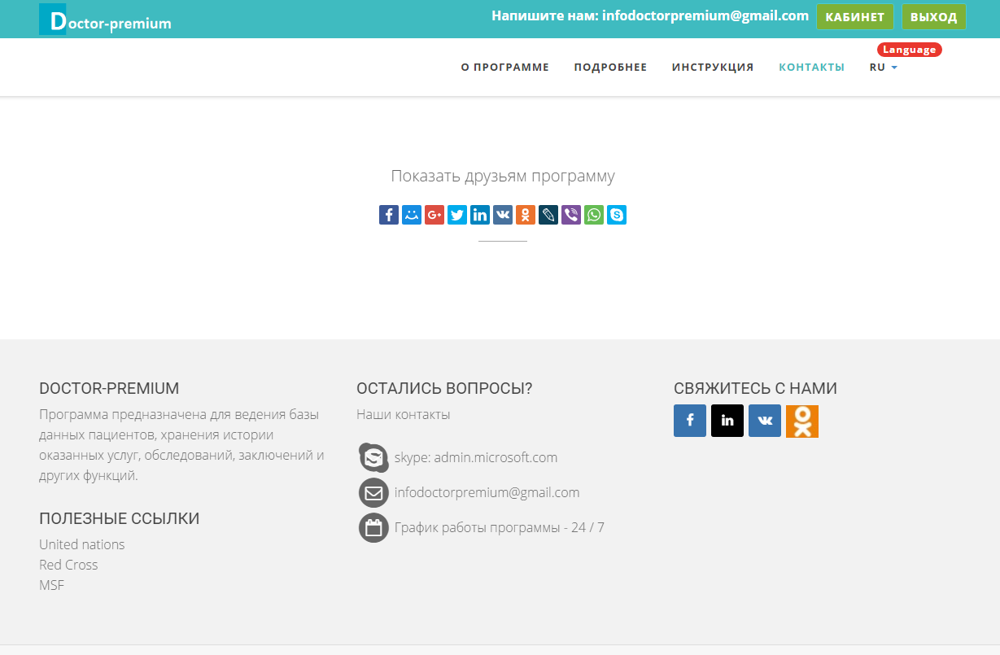 Doctor-premium
Напишите нам: infodoctorpremium@gmail.com
КАБИНЕТ
ВЫХОД
Language
О ПРОГРАММЕ
ПОДРОБНЕЕ
ИНСТРУКЦИЯ
КОНТАКТЫ
RU
Показать друзьям программу
DOCTOR-PREMIUM
Программа предназначена для ведения базы
данных пациентов, хранения истории
оказанных услуг, обследований, заключений и
других функций.
ПОЛЕЗНЫЕ ССЫЛКИ
United nations
Red Cross
MSF
ОСТАЛИСЬ ВОПРОСЫ?
Наши контакты
skype: admin.microsoft.com
infodoctorpremium@gmail.com
График работы программы - 24 / 7
СВЯЖИТЕСЬ С НАМИ